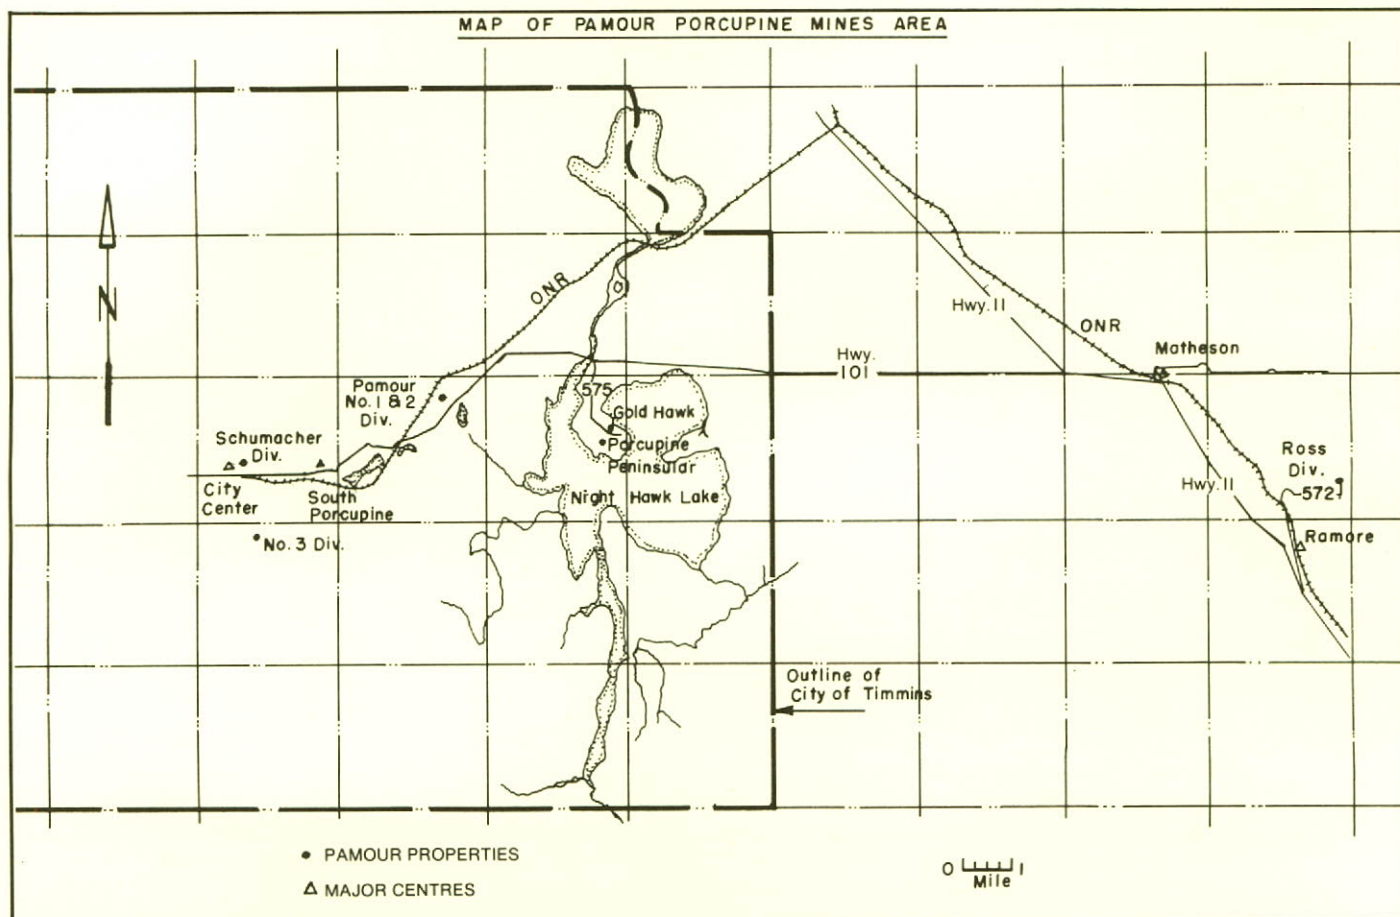 MAP OF PAMOUR PORCUPINE MINES AREA
N
ONR
Hwy. 11
ONR
Hwy.
101
Matheson
Pamour
No. 1 & 2
Div.
575
Gold Hawk
Schumacher
Div.
Porcupine
Peninsular
Ross
Div.
572
City
Center
South
Porcupine
Night Hawk Lake
Hwy. 11
No. 3 Div.
Ramore
Outline of
City of Timmins
PAMOUR PROPERTIES
MAJOR CENTRES
0 1
Mile